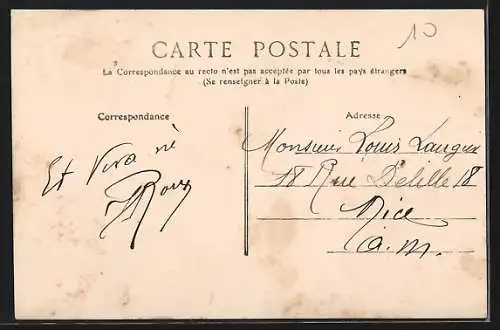 10
CARTE POSTALE
La Correspondance au recto n'est pas acceptée par tous les pays étrangers
(Se renseigner à la Poste)
Correspondance
Et Viva
Adresse
Monsieur Louis
18 Rue Delille 18
Nice
a. m.